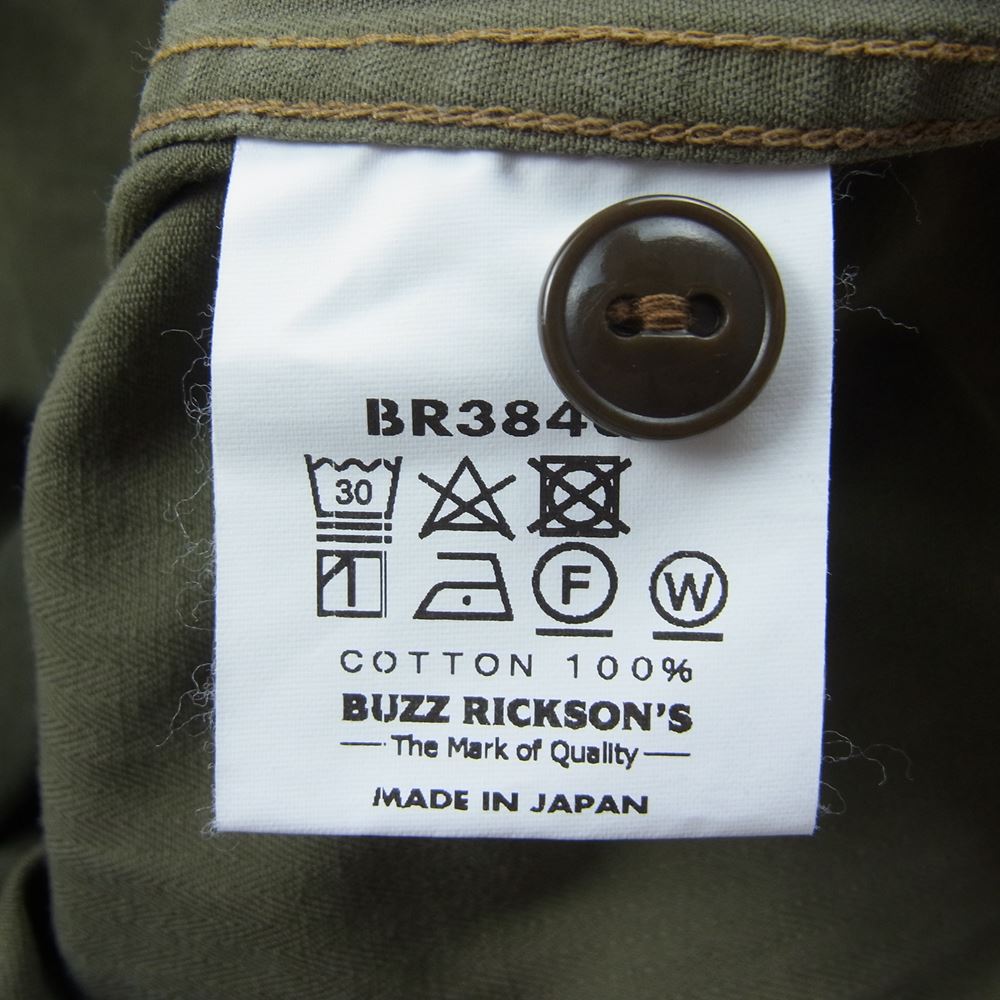 BR384
30
F W
COTTON 100%
BUZZ RICKSON'S
The Mark of Quality
MADE IN JAPAN